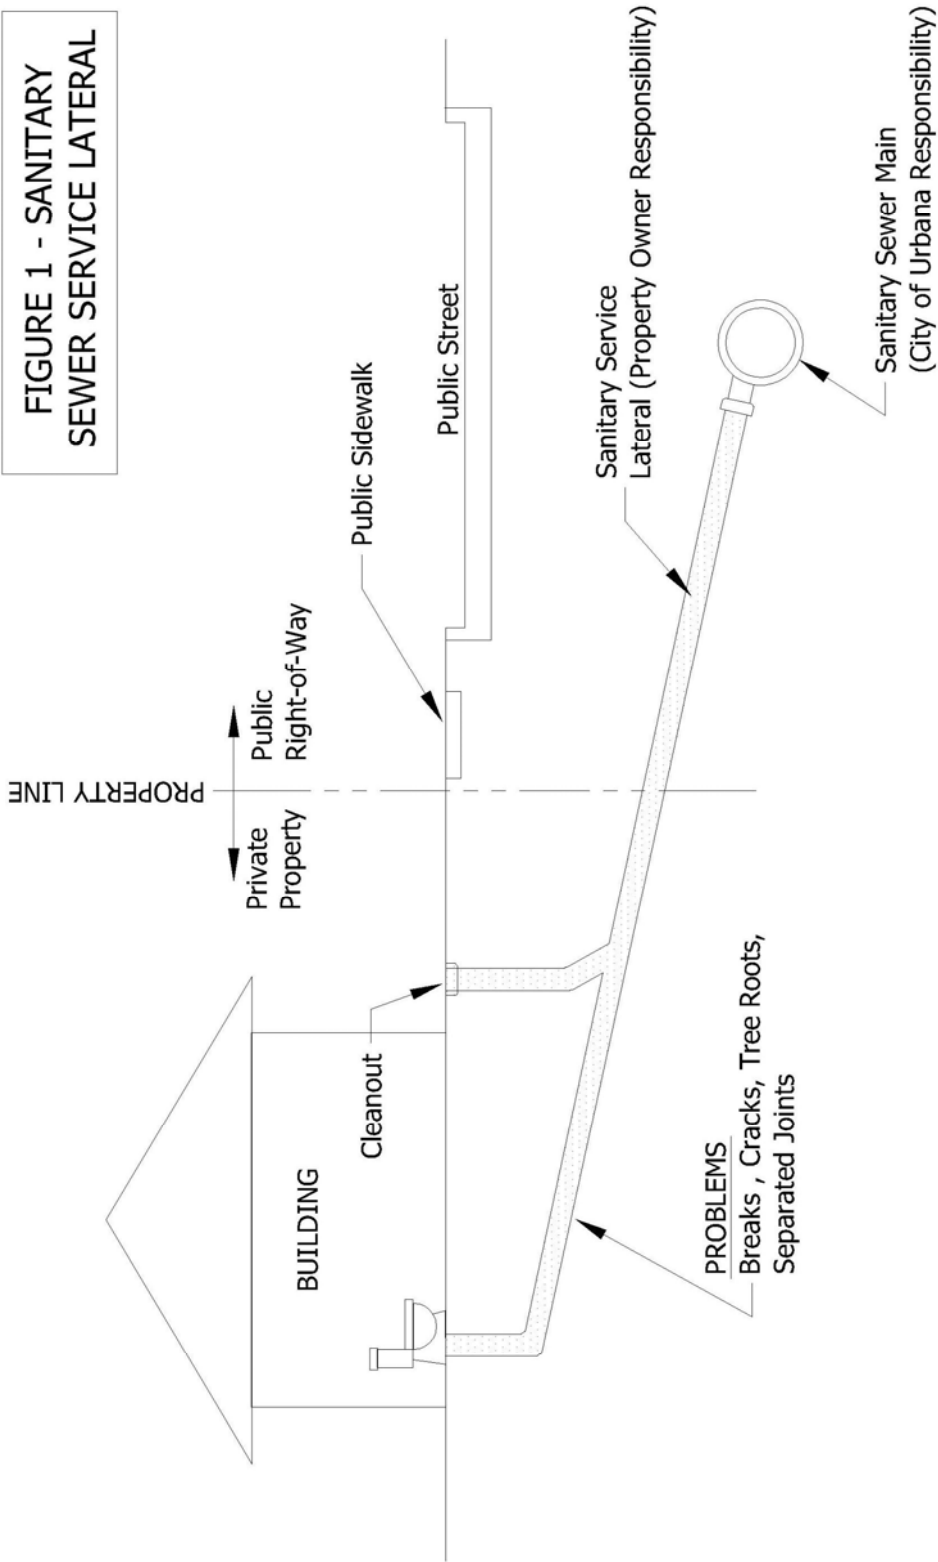 FIGURE 1 - SANITARY
SEWER SERVICE LATERAL
PROPERTY LINE
Private
Property
Public
Right-of-Way
Public Sidewalk
Public Street
BUILDING
Cleanout
Sanitary Service
Lateral (Property Owner Responsibility)
PROBLEMS
Breaks , Cracks, Tree Roots,
Separated Joints
Sanitary Sewer Main
(City of Urbana Responsibility)